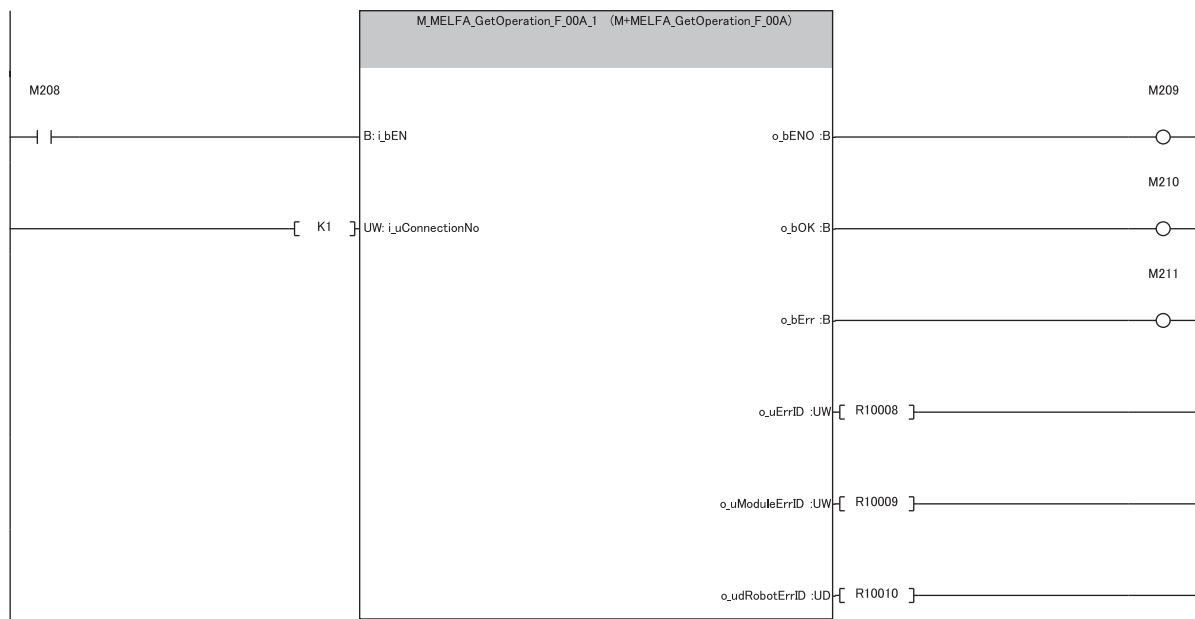 M_MELFA_GetOperation_F_00A_1 (M+MELFA_GetOperation_F_00A)
M208
M209
B: i_bEN
o_bENO :B
M210
K1
UW: i_uConnectionNo
o_bOK :B
M211
o_bErr :B
o_uErrID :UW
R10008
o_uModuleErrID :UW
R10009
o_udRobotErrID :UD
R10010